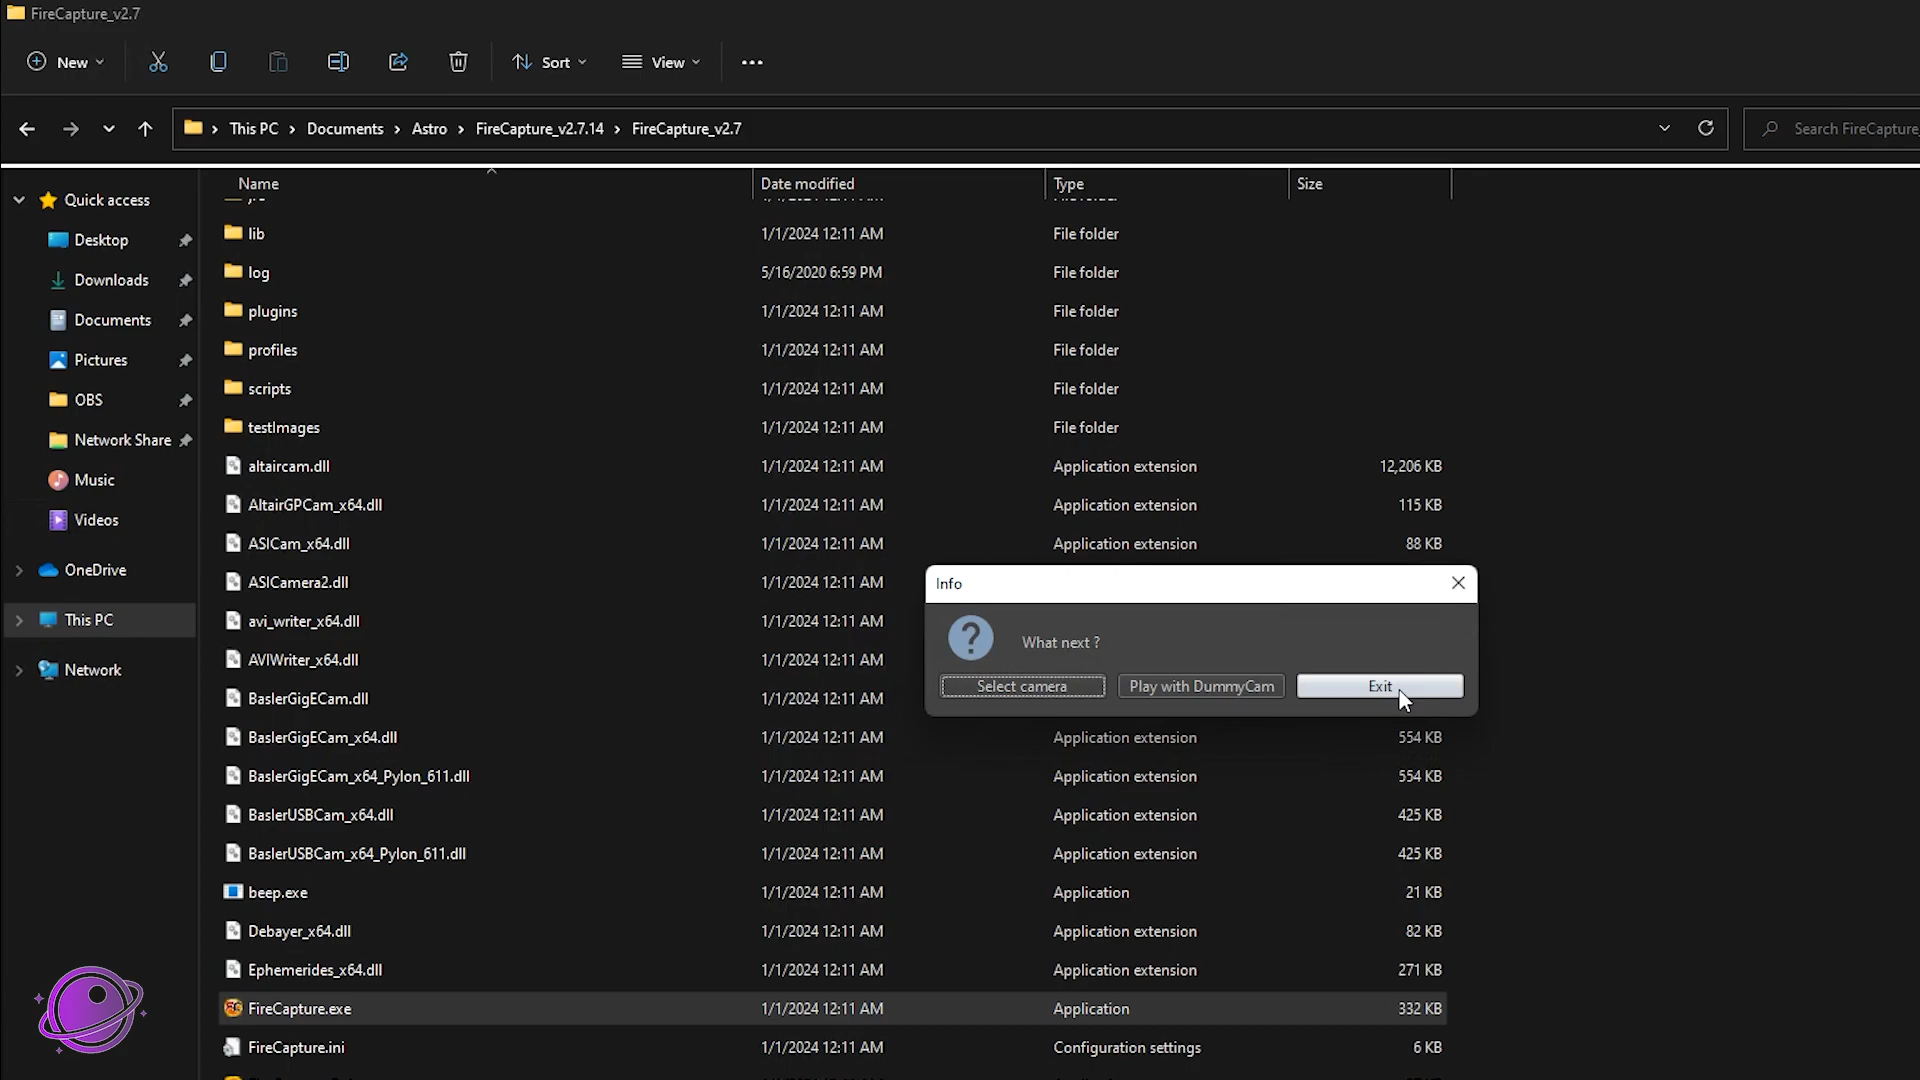 FireCapture_v2.7
New
Sort
View
This PC > Documents > Astro > FireCapture_v2.7.14 > FireCapture_v2.7
Search FireCapture_
Name Date modified Type Size
Quick access
Desktop
Downloads
Documents
Pictures
OBS
Network Share
Music
Videos
OneDrive
This PC
Network
lib 1/1/2024 12:11 AM File folder
log 5/16/2020 6:59 PM File folder
plugins 1/1/2024 12:11 AM File folder
profiles 1/1/2024 12:11 AM File folder
scripts 1/1/2024 12:11 AM File folder
testImages 1/1/2024 12:11 AM File folder
altaircam.dll 1/1/2024 12:11 AM Application extension 12,206 KB
AltairGPCam_x64.dll 1/1/2024 12:11 AM Application extension 115 KB
ASICam_x64.dll 1/1/2024 12:11 AM Application extension 88 KB
ASICamera2.dll 1/1/2024 12:11 AM
avi_writer_x64.dll 1/1/2024 12:11 AM
AVIWriter_x64.dll 1/1/2024 12:11 AM
BaslerGigECam.dll 1/1/2024 12:11 AM
BaslerGigECam_x64.dll 1/1/2024 12:11 AM Application extension 554 KB
BaslerGigECam_x64_Pylon_611.dll 1/1/2024 12:11 AM Application extension 554 KB
BaslerUSBCam_x64.dll 1/1/2024 12:11 AM Application extension 425 KB
BaslerUSBCam_x64_Pylon_611.dll 1/1/2024 12:11 AM Application extension 425 KB
beep.exe 1/1/2024 12:11 AM Application 21 KB
Debayer_x64.dll 1/1/2024 12:11 AM Application extension 82 KB
Ephemerides_x64.dll 1/1/2024 12:11 AM Application extension 271 KB
FireCapture.exe 1/1/2024 12:11 AM Application 332 KB
FireCapture.ini 1/1/2024 12:11 AM Configuration settings 6 KB
Info
What next ?
Select camera
Play with DummyCam
Exit